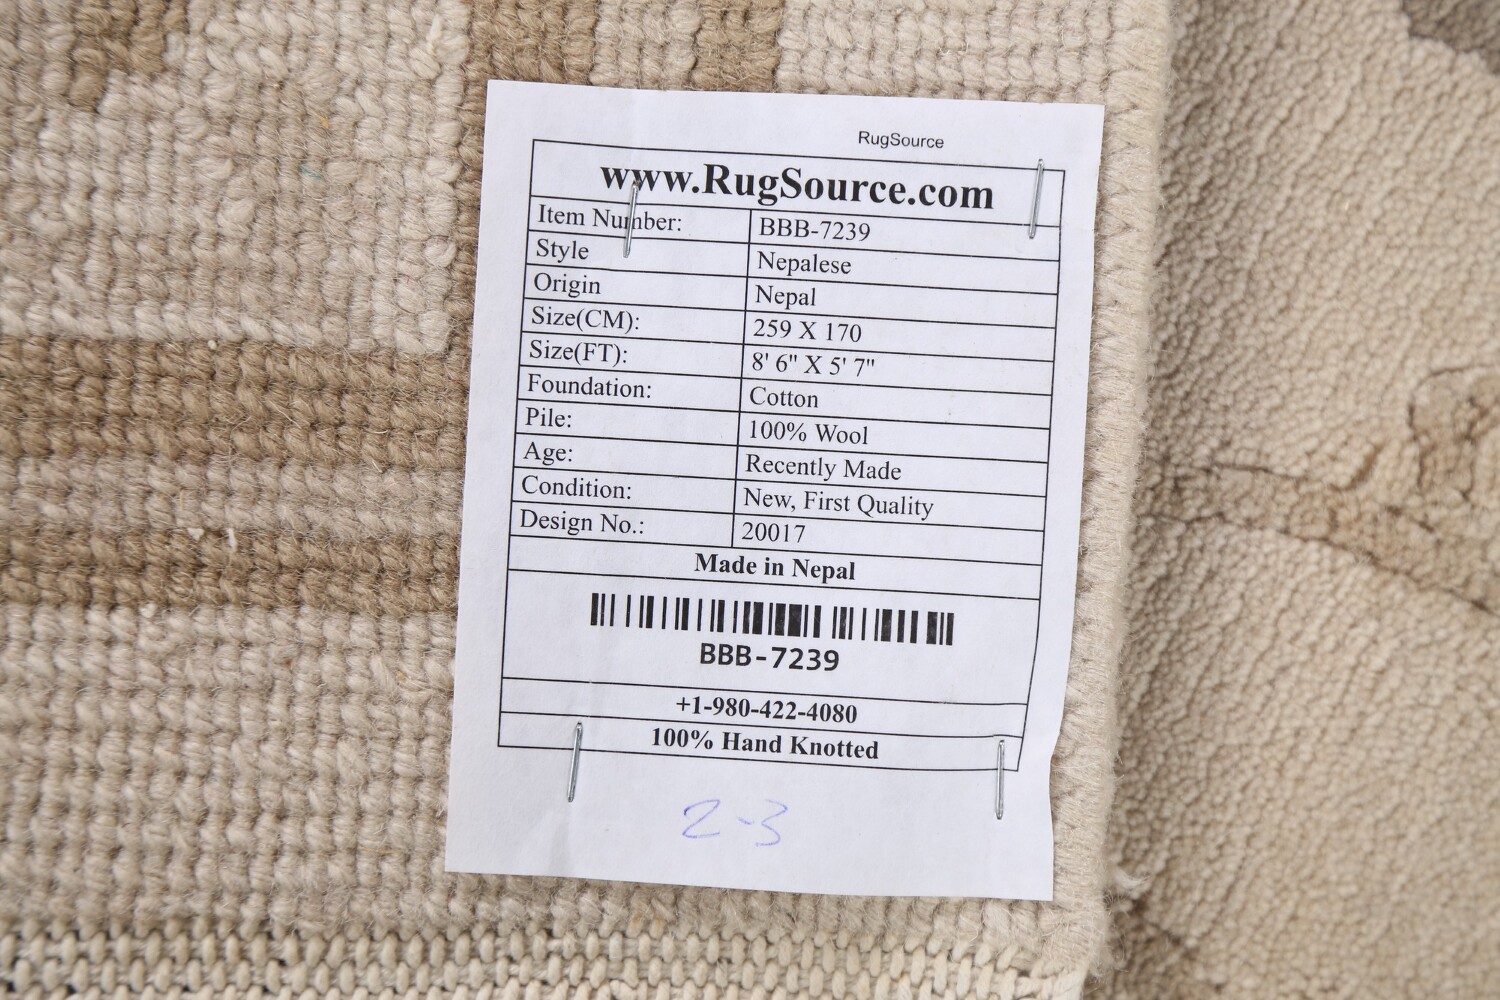 RugSource
www.RugSource.com
Item Number: BBB-7239
Style Nepalese
Origin Nepal
Size(CM): 259 X 170
Size(FT): 8' 6" X 5' 7"
Foundation: Cotton
Pile: 100% Wool
Age: Recently Made
Condition: New, First Quality
Design No.: 20017
Made in Nepal
BBB-7239
+1-980-422-4080
100% Hand Knotted
2-3